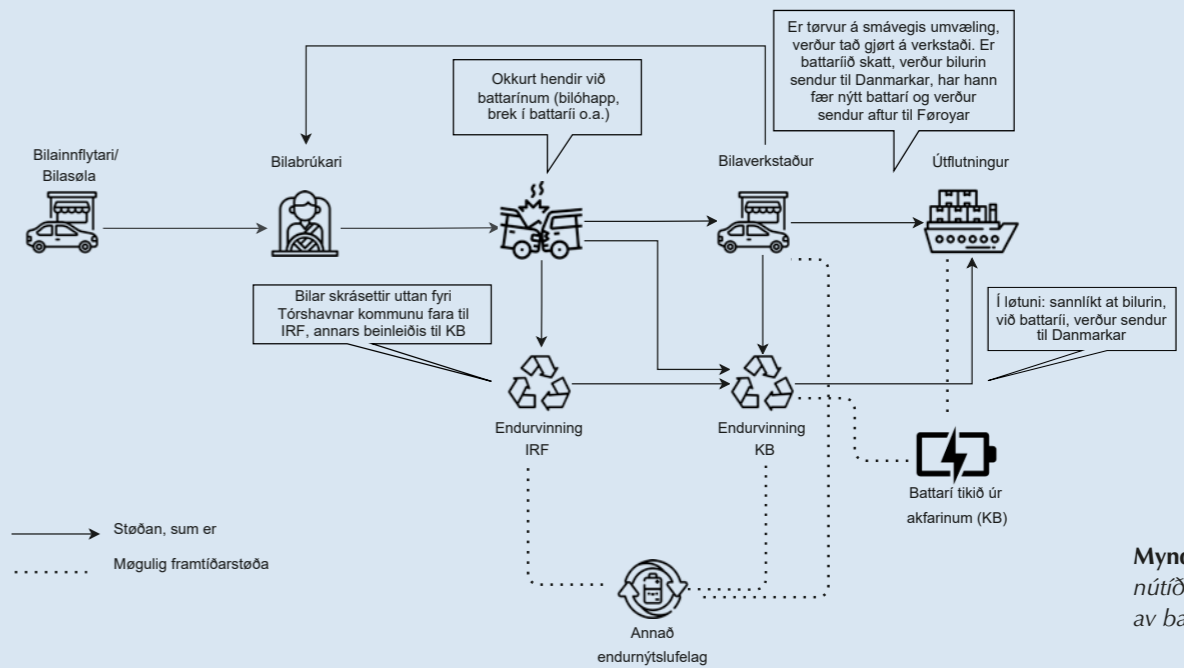 Er tørvur á smávegis umvæling,
verður tað gjørt á verkstaði. Er
battaríið skatt, verður bilurin
sendur til Danmarkar, har hann
fær nýtt battarí og verður
sendur aftur til Føroyar
Okkurt hendir við
battarínum (bilóhapp,
brek í battarii o.a.)
Bilainnflytari/
Bilasøla
Bilabrúkari
Bilaverkstaður
Útflutningur
Bilar skrásettir uttan fyri
Tórshavnar kommunu fara til
IRF, annars beinleiðis til KB
Í løtuni: sannlíkt at bilurin,
við battarii, verður sendur
til Danmarkar
Endurvinning
IRF
Endurvinning
KB
Battarí tikið úr
akfarinum (KB)
Støðan, sum er
Møgulig framtíðarstøða
Annað
endurnýtslufelag
nútíð
av ba